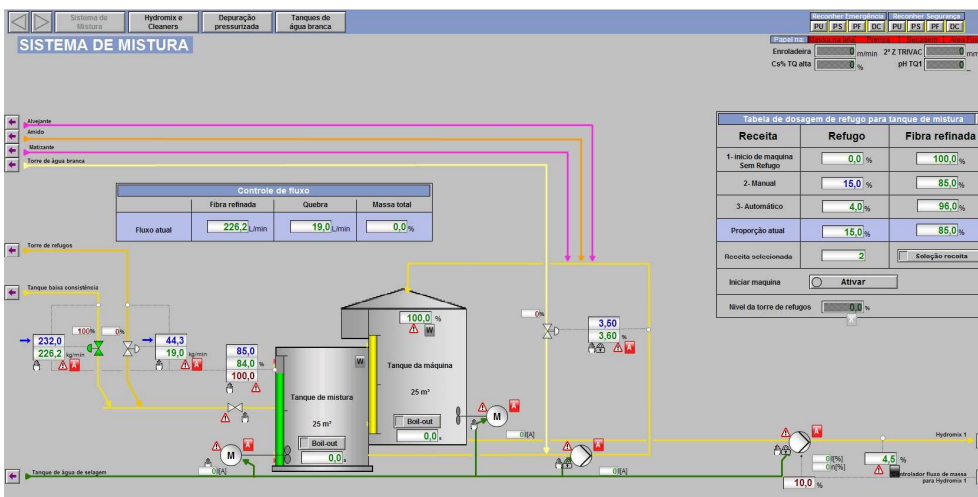 Sistema de
Mistura
Hydromix e
Cleaners
Depuração
pressurizada
Tanques de
água branca
Reconher Emergência
Reconher Segurança
PU PS PF DC PU PS PF DC
SISTEMA DE MISTURA
Papel na:
Enroladeira 0 m/min 2ª Z TRIVAC 0 mm
Cs% TQ alta 0 % pH TQ1 0
Alvejante
Amido
Matizante
Torre de água branca
Tabela de dosagem de refugo para tanque de mistura
Receita Refugo Fibra refinada
1- inicio de maquina
Sem Refugo
0,0 % 100,0 %
2- Manual 15,0 % 85,0 %
3- Automático 4,0 % 96,0 %
Proporção atual 15,0 % 85,0 %
Receita selecionada 2 Seleção receita
Iniciar maquina Ativar
Nível da torre de refugos 0,0 %
Controle de fluxo
Fibra refinada Quebra Massa total
Fluxo atual 226,2 L/min 19,0 L/min 0,0 %
Torre de refugos
Tanque baixa consistência
100% 0%
232,0
226,2 kg/min
A
44,3
19,0 kg/min
A
85,0
84,0 %
100,0
100,0 %
W
Tanque da máquina
25 m³
Boil-out
0,0 s
W
Tanque de mistura
25 m³
Boil-out
0,0 s
0%
3,50
3,60 %
A
M
A
0 I[A]
M
A
0 I[A]
A
0 I[A]
A
0 I[%]
0 n[%]
10,0 %
4,5 %
Hydromix 1
Controlador fluxo de massa
para Hydromix 1
Tanque de água de selagem